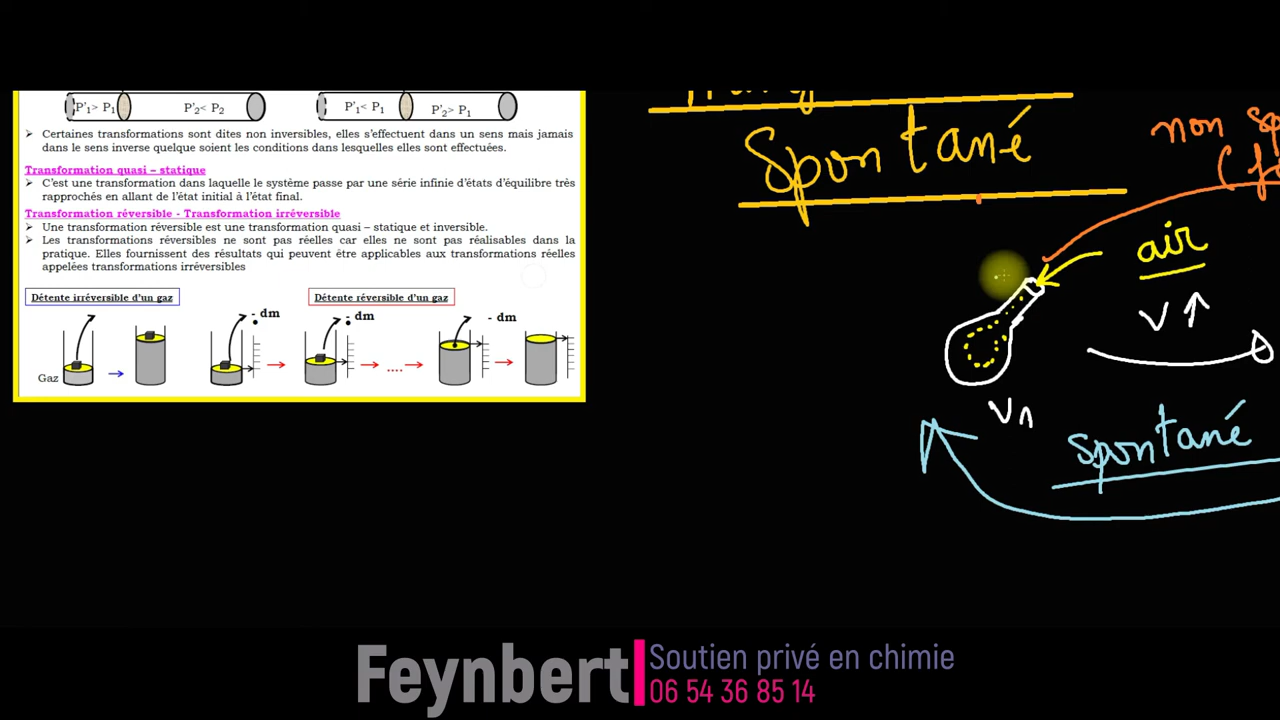 P'1> P1
P'2< P2
P'1< P1
P'2> P1
➢ Certaines transformations sont dites non inversibles, elles s'effectuent dans un sens mais jamais
dans le sens inverse quelque soient les conditions dans lesquelles elles sont effectuées.
Transformation quasi – statique
➢ C'est une transformation dans laquelle le système passe par une série infinie d'états d'équilibre très
rapprochés en allant de l'état initial à l'état final.
Transformation réversible - Transformation irréversible
➢ Une transformation réversible est une transformation quasi – statique et inversible.
➢ Les transformations réversibles ne sont pas réelles car elles ne sont pas réalisables dans la
pratique. Elles fournissent des résultats qui peuvent être applicables aux transformations réelles
appelées transformations irréversibles
Détente irréversible d'un gaz
Détente réversible d'un gaz
- dm
- dm
- dm
Gaz
....
Spontané
non
air
V ↑
spontané
Feynbert
Soutien privé en chimie
06 54 36 85 14